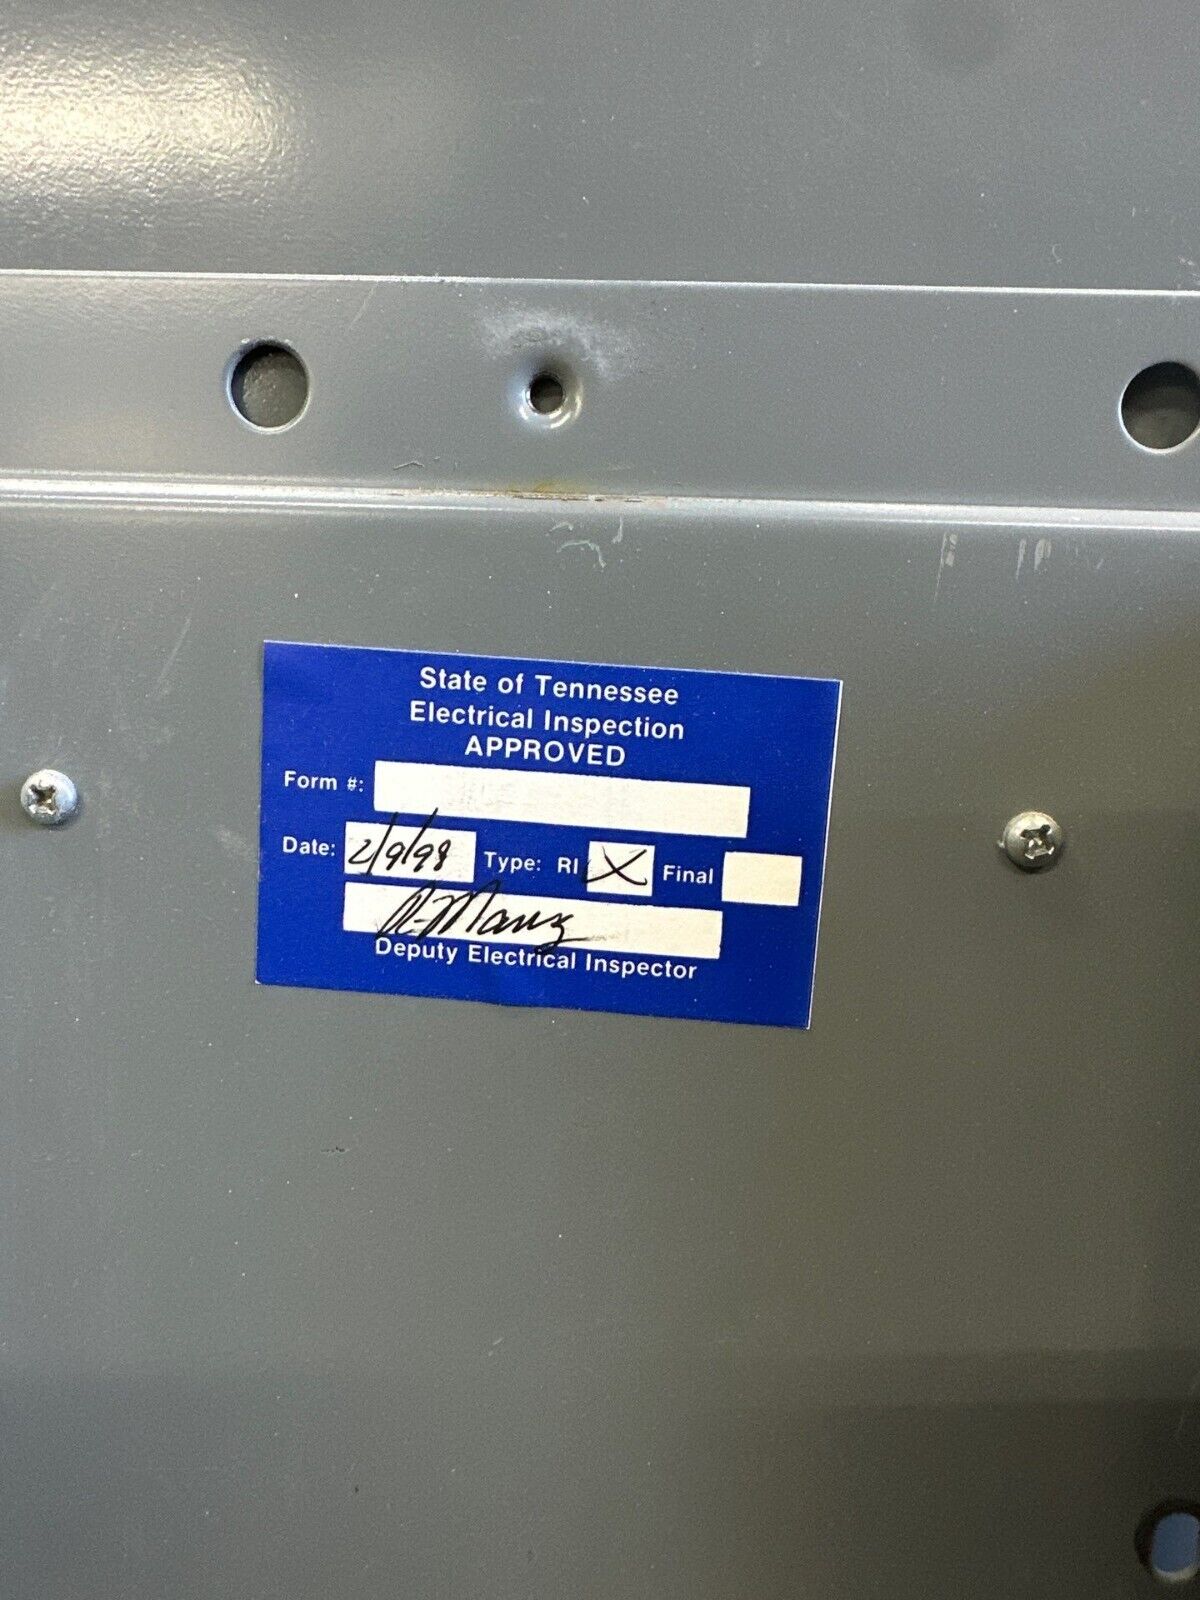 State of Tennessee
Electrical Inspection
APPROVED
Form #:
Date: 2/9/98 Type: RI X Final
Deputy Electrical Inspector